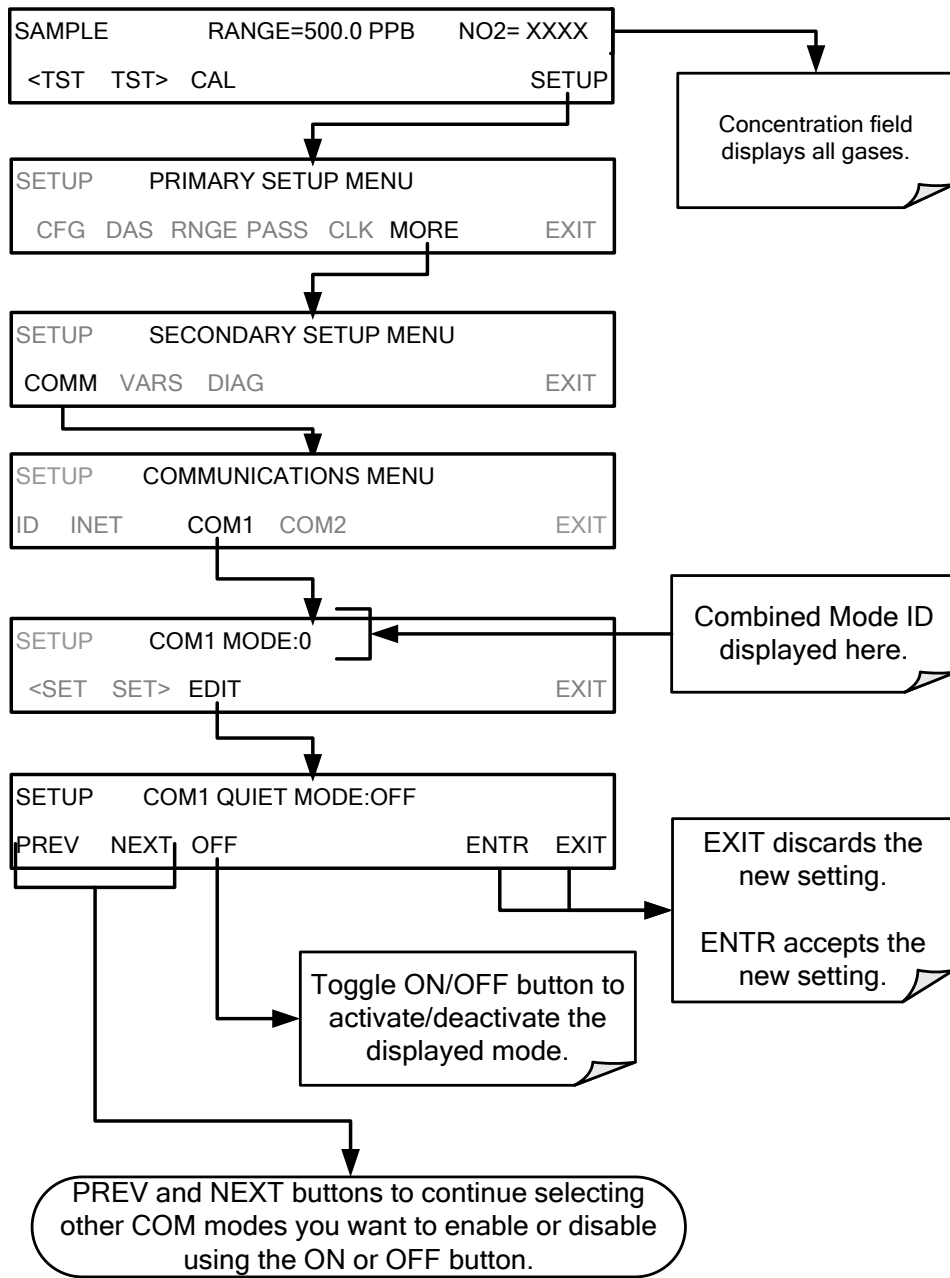 SAMPLE RANGE=500.0 PPB NO2= XXXX
<TST TST> CAL SETUP
Concentration field
displays all gases.
SETUP PRIMARY SETUP MENU
CFG DAS RNGE PASS CLK MORE EXIT
SETUP SECONDARY SETUP MENU
COMM VARS DIAG EXIT
SETUP COMMUNICATIONS MENU
ID INET COM1 COM2 EXIT
SETUP COM1 MODE:0
<SET SET> EDIT EXIT
Combined Mode ID
displayed here.
SETUP COM1 QUIET MODE:OFF
PREV NEXT OFF ENTR EXIT
EXIT discards the
new setting.
ENTR accepts the
new setting.
Toggle ON/OFF button to
activate/deactivate the
displayed mode.
PREV and NEXT buttons to continue selecting
other COM modes you want to enable or disable
using the ON or OFF button.